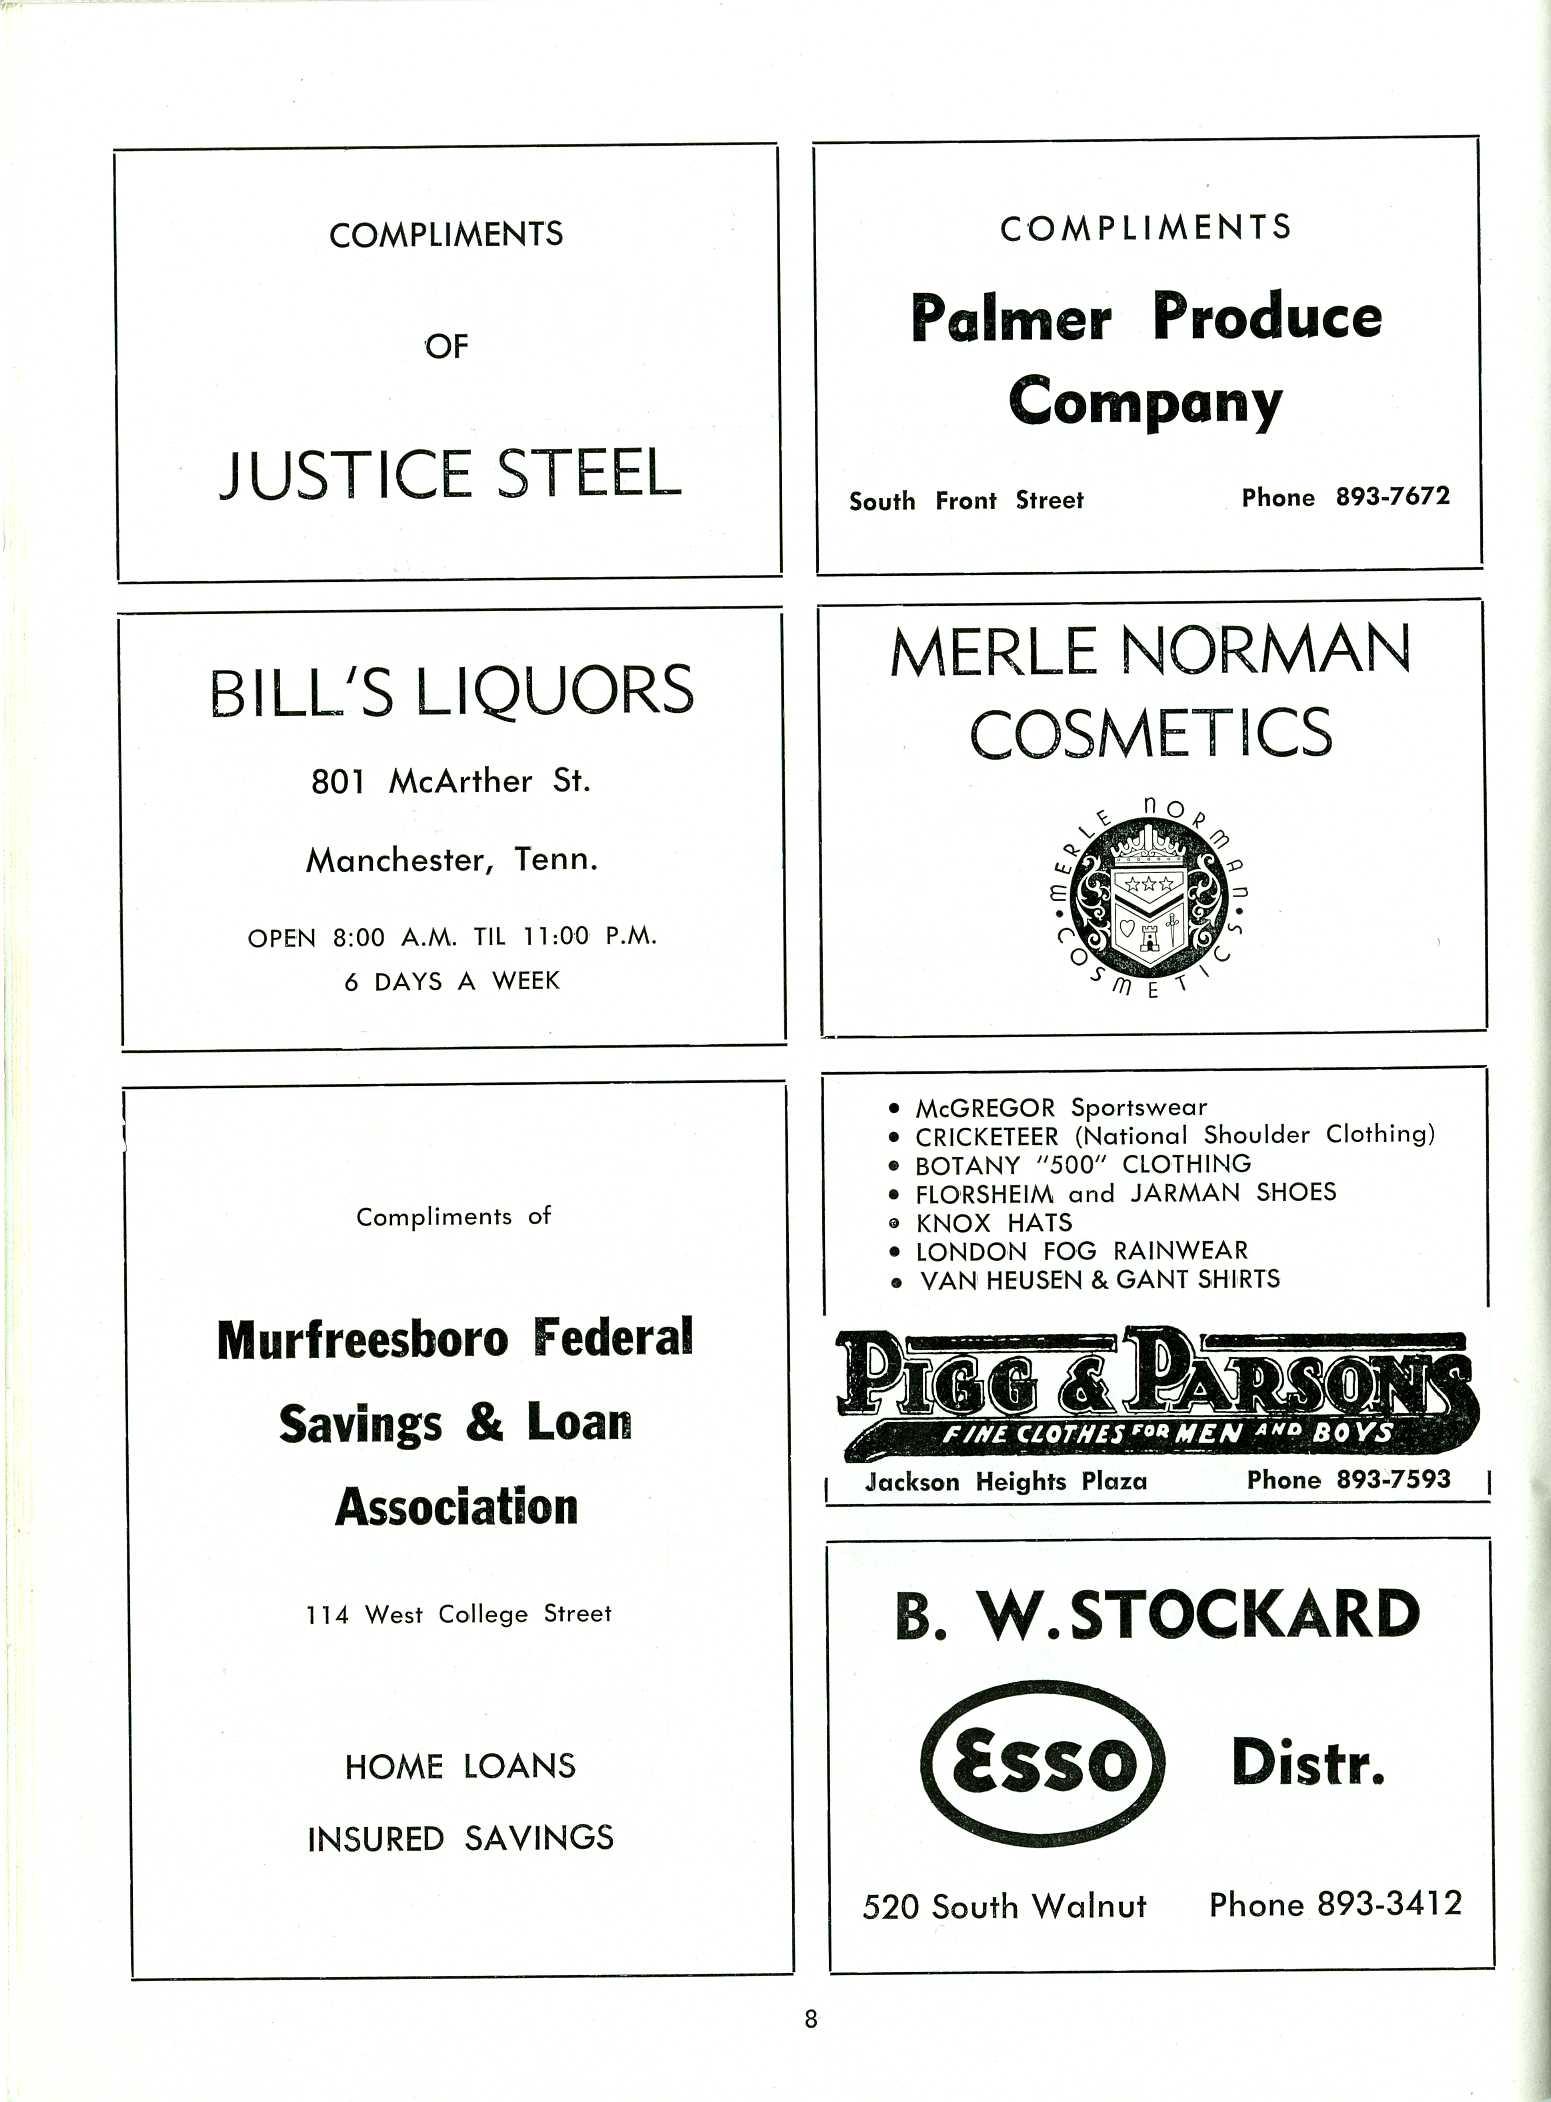 COMPLIMENTS
OF
JUSTICE STEEL
COMPLIMENTS
Palmer Produce
Company
South Front Street Phone 893-7672
BILL'S LIQUORS
801 McArther St.
Manchester, Tenn.
OPEN 8:00 A.M. TIL 11:00 P.M.
6 DAYS A WEEK
MERLE NORMAN
COSMETICS
MERLE NORMAN
• COSMETICS •
Compliments of
Murfreesboro Federal
Savings & Loan
Association
114 West College Street
HOME LOANS
INSURED SAVINGS
• McGREGOR Sportswear
• CRICKETEER (National Shoulder Clothing)
• BOTANY "500" CLOTHING
• FLORSHEIM and JARMAN SHOES
• KNOX HATS
• LONDON FOG RAINWEAR
• VAN HEUSEN & GANT SHIRTS
PIGG & PARSONS
FINE CLOTHES FOR MEN AND BOYS
Jackson Heights Plaza Phone 893-7593
B. W. STOCKARD
Esso Distr.
520 South Walnut Phone 893-3412
8